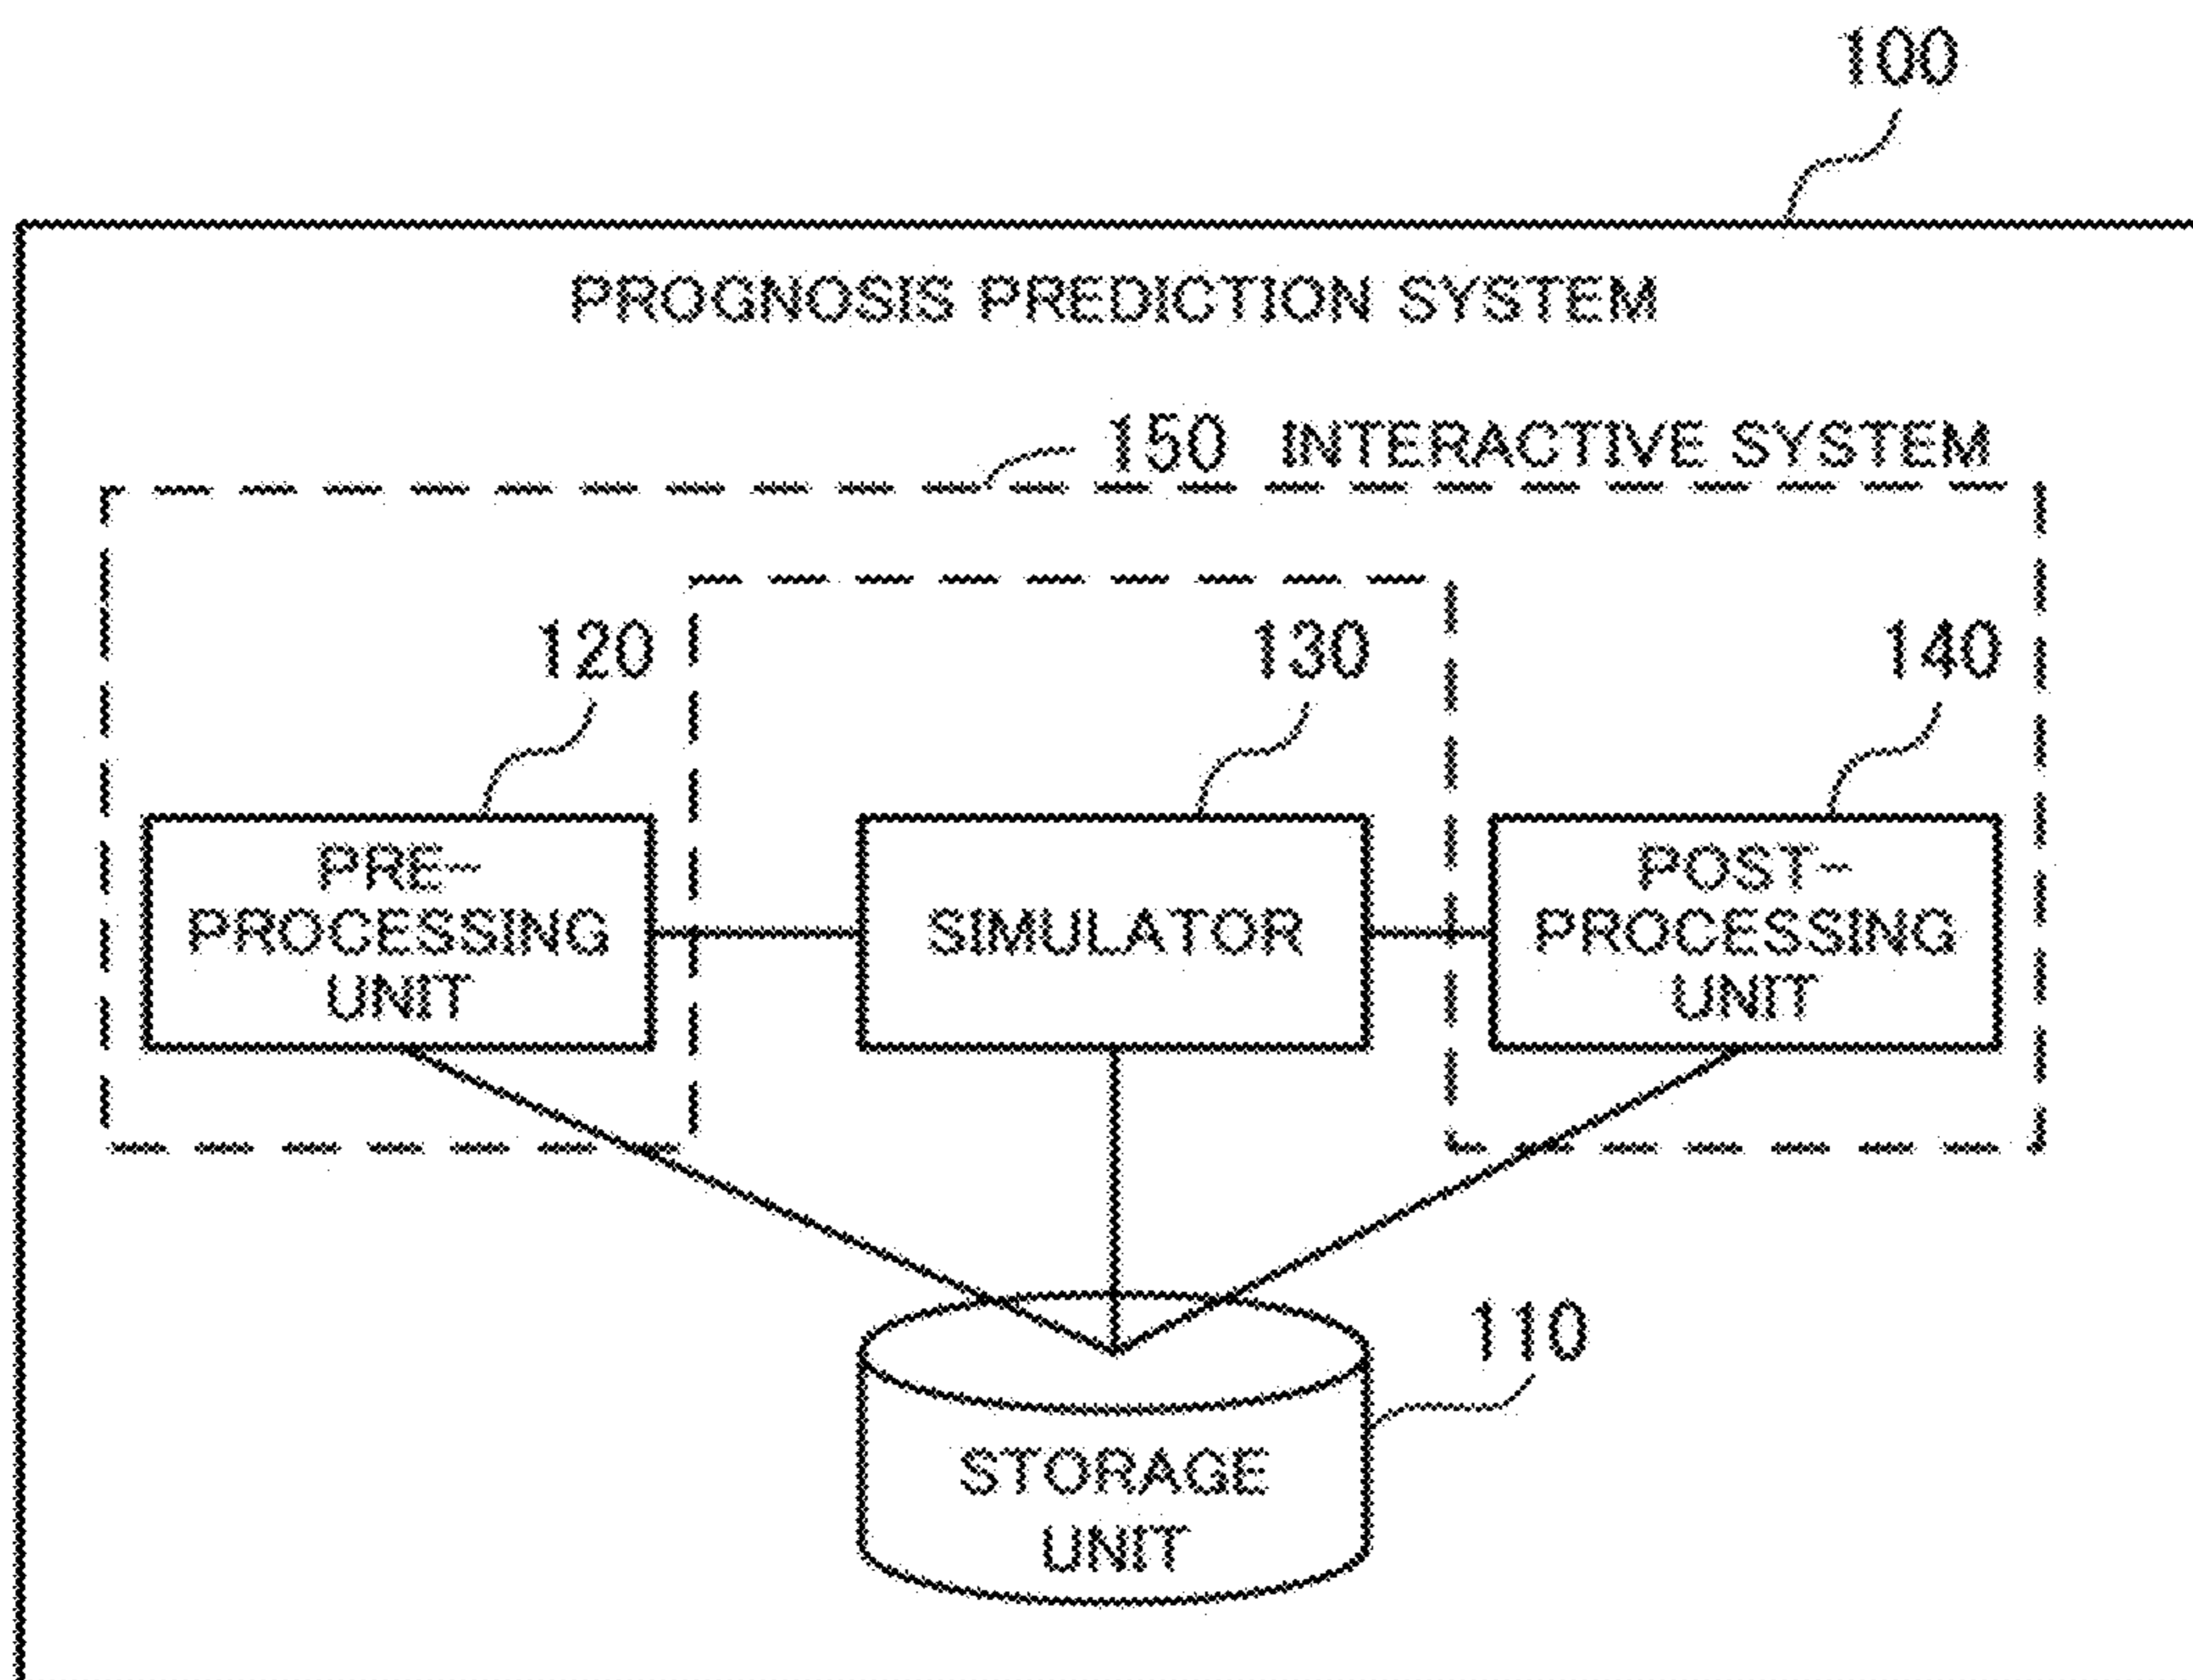 100
PROGNOSIS PREDICTION SYSTEM
150 INTERACTIVE SYSTEM
120
130
140
PRE-
PROCESSING
UNIT
SIMULATOR
POST-
PROCESSING
UNIT
110
STORAGE
UNIT